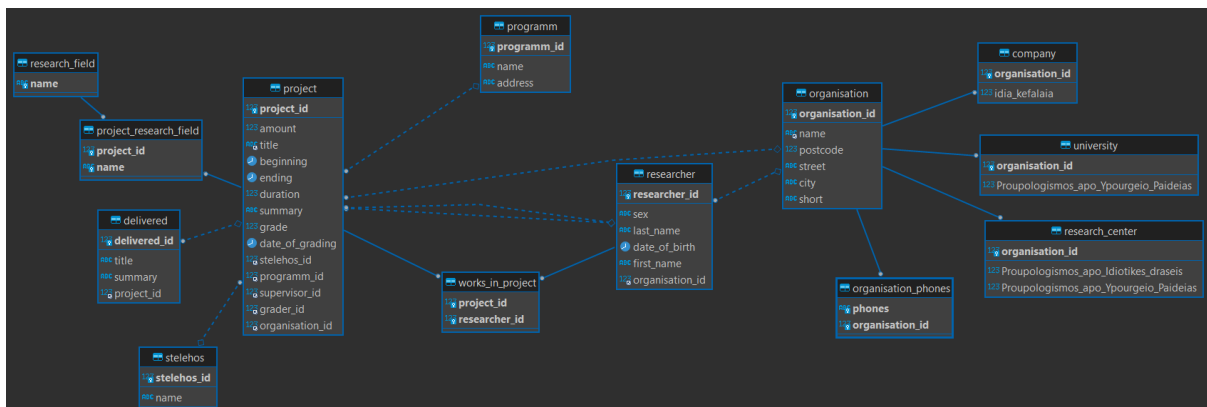 research_field
name
project_research_field
project_id
name
delivered
delivered_id
title
summary
project_id
stelehos
stelehos_id
name
project
project_id
amount
title
beginning
ending
duration
summary
grade
date_of_grading
stelehos_id
programm_id
supervisor_id
grader_id
organisation_id
programm
programm_id
name
address
works_in_project
project_id
researcher_id
researcher
researcher_id
sex
last_name
date_of_birth
first_name
organisation_id
organisation
organisation_id
name
postcode
street
city
short
organisation_phones
phones
organisation_id
company
organisation_id
idia_kefalaia
university
organisation_id
Proupologismos_apo_Ypourgeio_Paideias
research_center
organisation_id
Proupologismos_apo_Idiotikes_draseis
Proupologismos_apo_Ypourgeio_Paideias